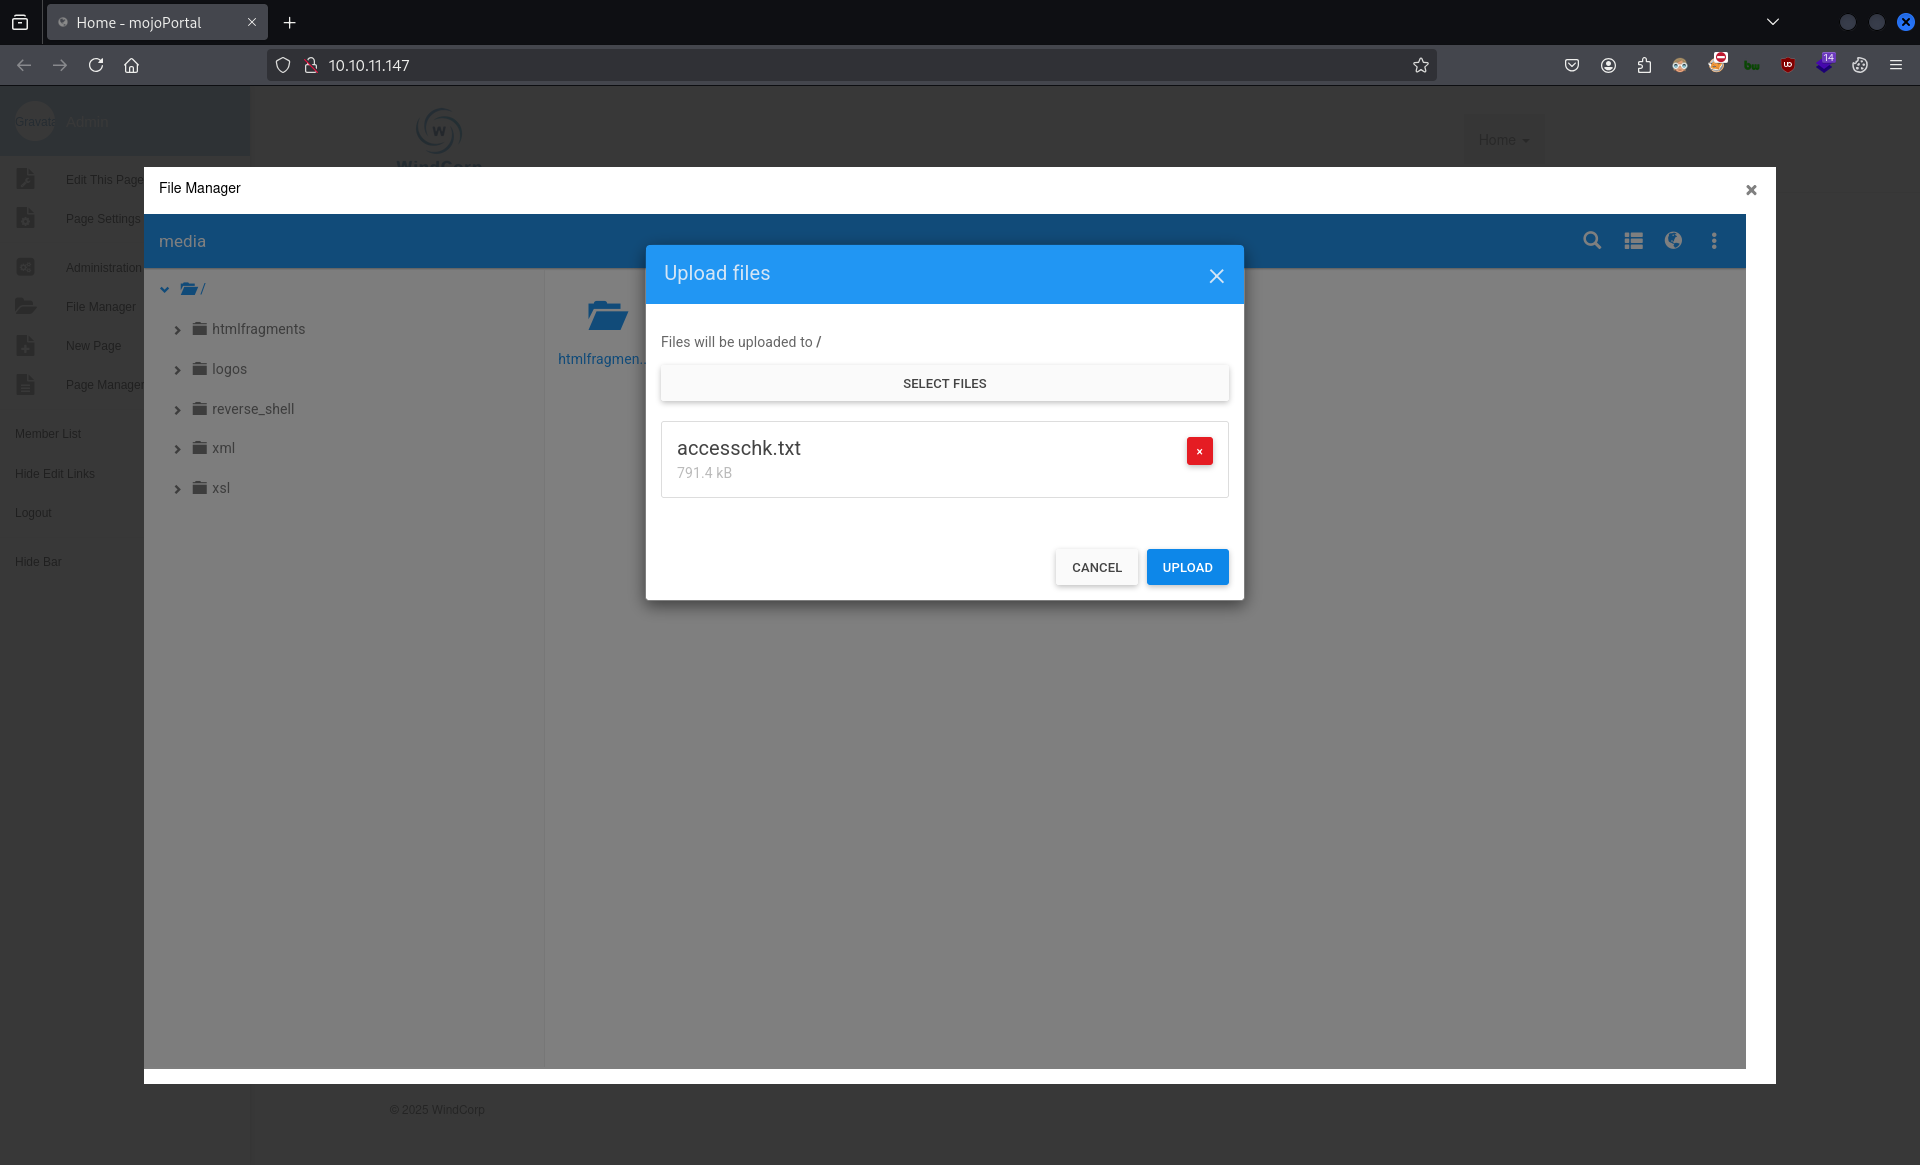 Home - mojoPortal
10.10.11.147
14
Gravata
Admin
W
WindCorp
Home
Edit This Page
Page Settings
Administration
File Manager
New Page
Page Manager
Member List
Hide Edit Links
Logout
Hide Bar
File Manager
media
/
htmlfragments
logos
reverse_shell
xml
xsl
htmlfragmen...
Upload files
Files will be uploaded to /
SELECT FILES
accesschk.txt
791.4 kB
CANCEL
UPLOAD
© 2025 WindCorp